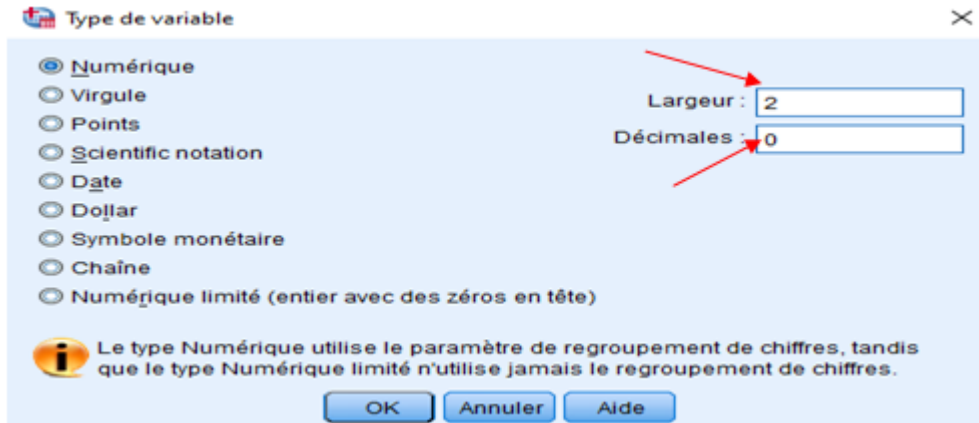 Type de variable
Numérique
Virgule
Points
Scientific notation
Date
Dollar
Symbole monétaire
Chaîne
Numérique limité (entier avec des zéros en tête)
Largeur : 2
Décimales : 0
Le type Numérique utilise le paramètre de regroupement de chiffres, tandis
que le type Numérique limité n'utilise jamais le regroupement de chiffres.
OK Annuler Aide